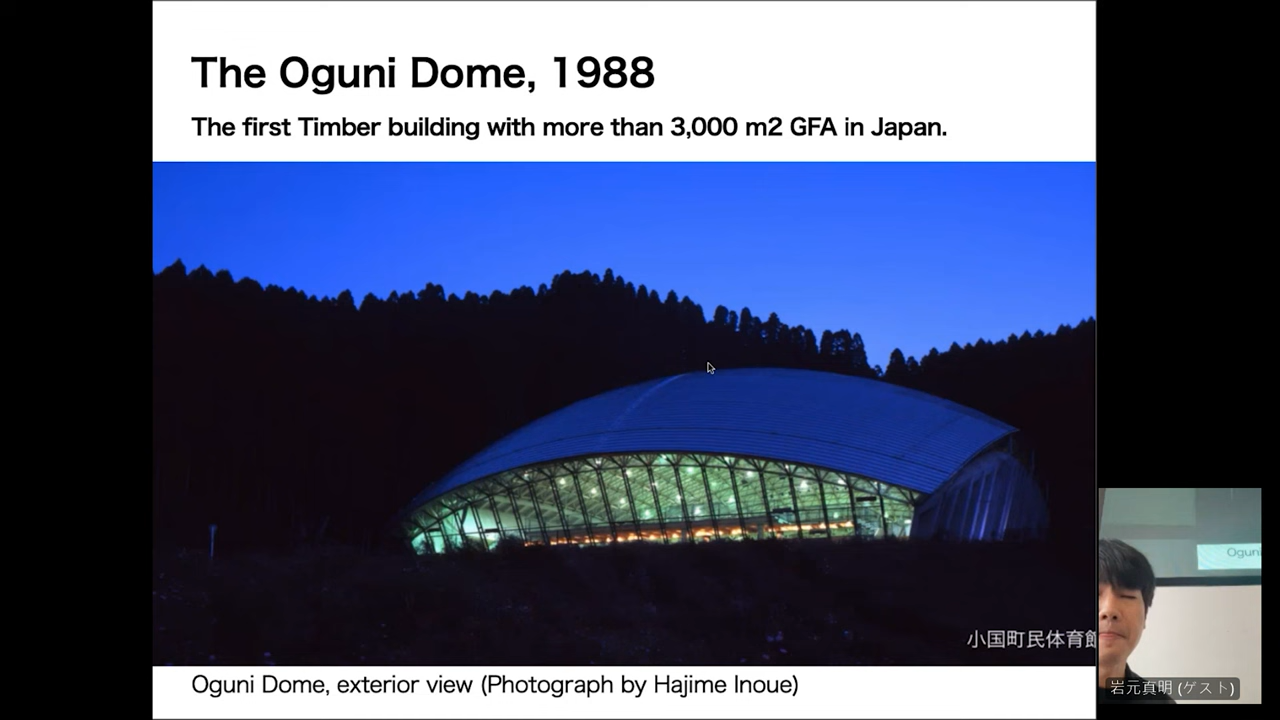 The Oguni Dome, 1988
The first Timber building with more than 3,000 m2 GFA in Japan.
小国町民体育館
Oguni Dome, exterior view (Photograph by Hajime Inoue)
Oguni
岩元真明 (ゲスト)